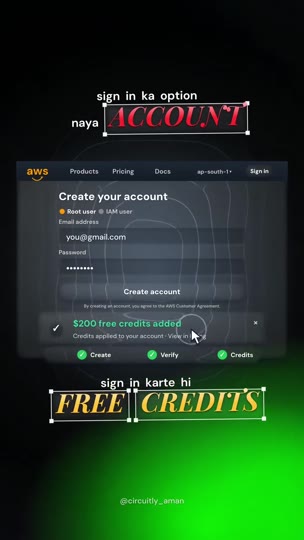 sign in ka option
naya ACCOUNT
aws Products Pricing Docs ap-south-1 Sign in
Create your account
Root user IAM user
Email address
you@gmail.com
Password
Create account
By creating an account, you agree to the AWS Customer Agreement.
$200 free credits added
Credits applied to your account · View in
Create Verify Credits
sign in karte hi
FREE CREDITS
@circuitly_aman